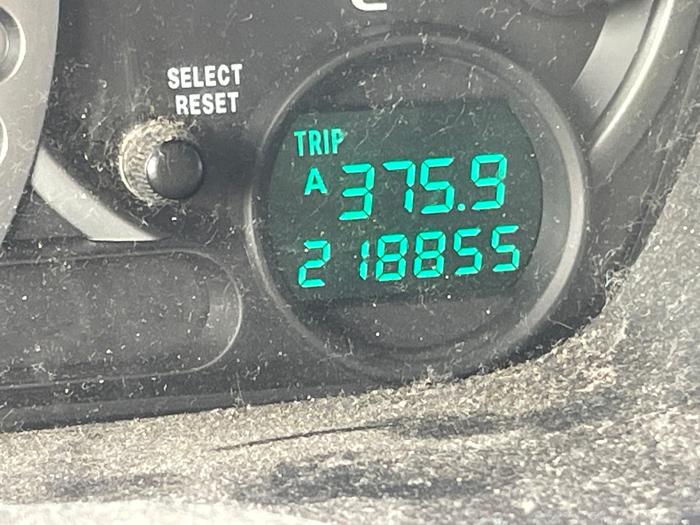 SELECT
RESET
TRIP
A 375.9
218855